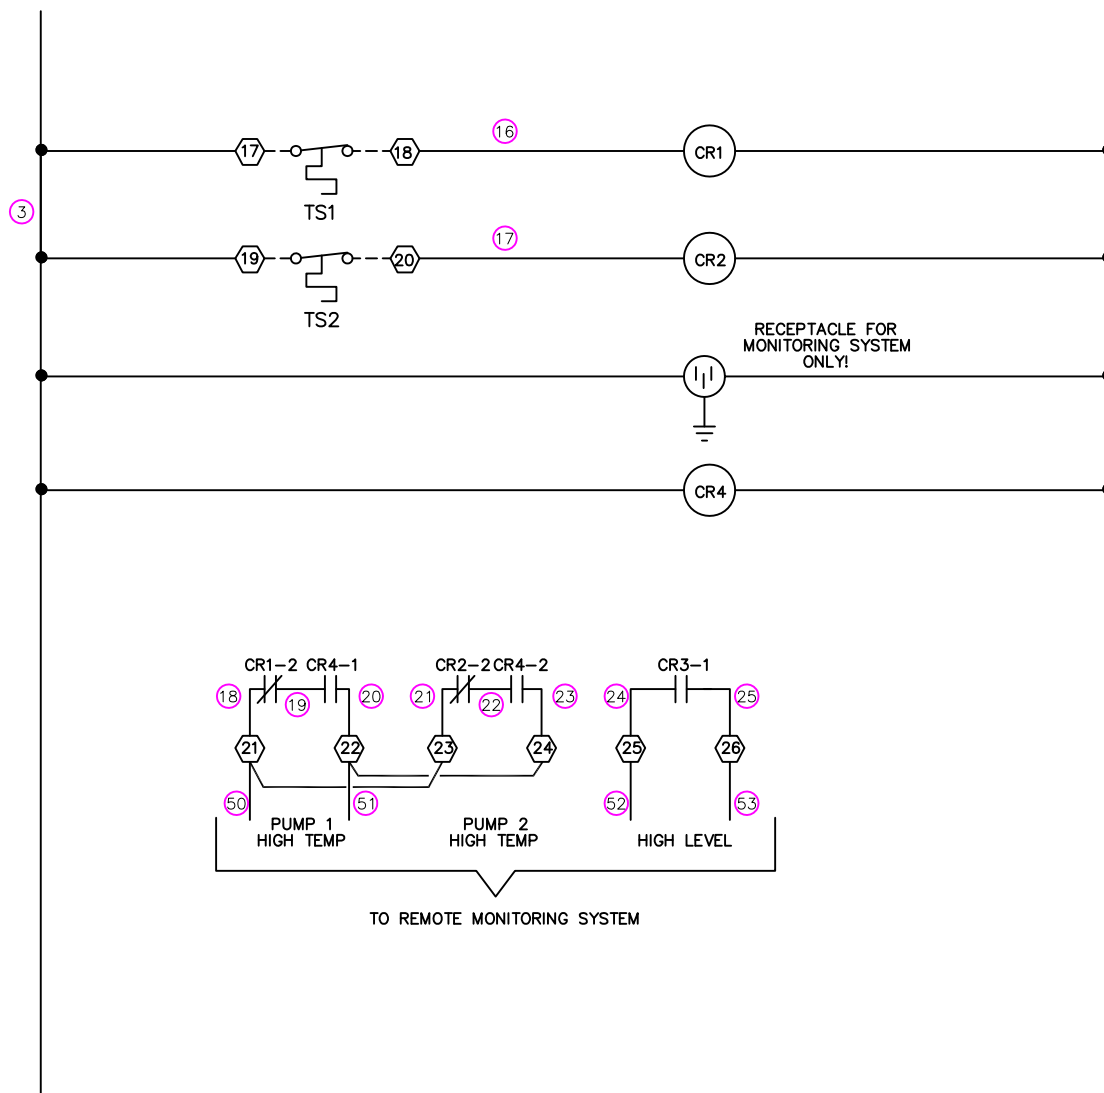 16
17
18
CR1
3
TS1
17
19
20
CR2
TS2
RECEPTACLE FOR
MONITORING SYSTEM
ONLY!
CR4
CR1-2 CR4-1
CR2-2 CR4-2
CR3-1
18
19
20
21
22
23
24
25
21
22
23
24
25
26
50
51
52
53
PUMP 1
HIGH TEMP
PUMP 2
HIGH TEMP
HIGH LEVEL
TO REMOTE MONITORING SYSTEM